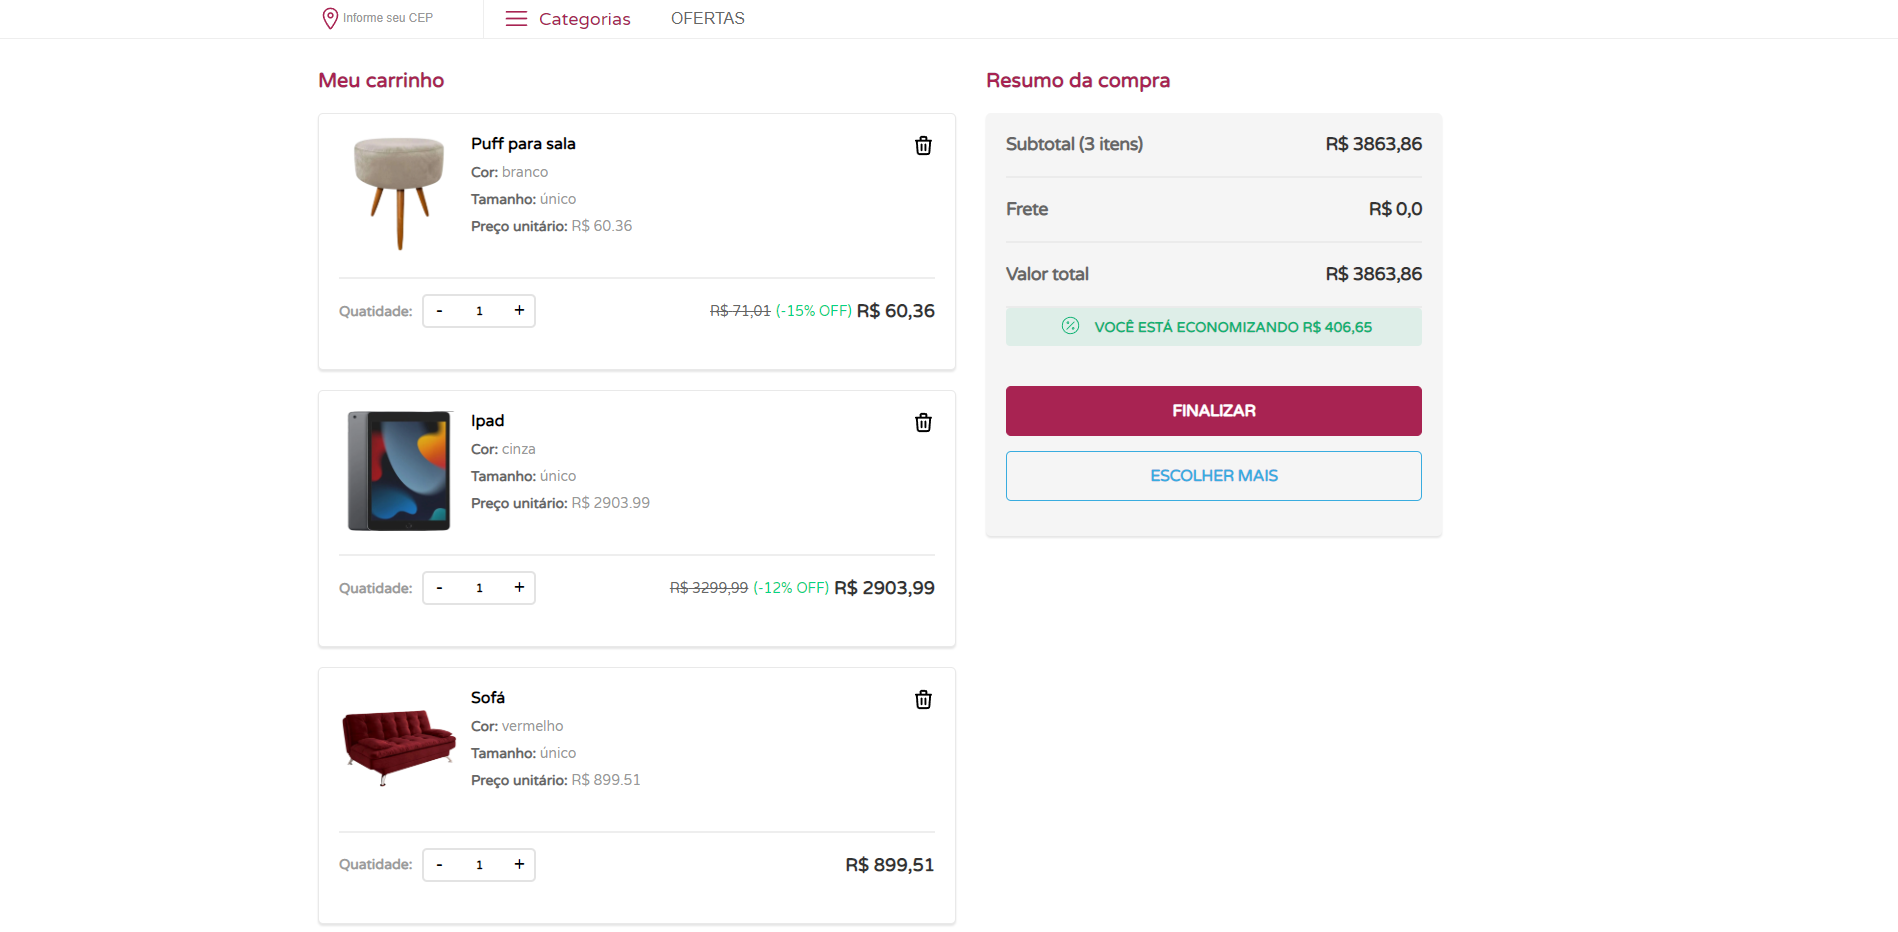 Informe seu CEP
Categorias
OFERTAS
Meu carrinho
Puff para sala
Cor: branco
Tamanho: único
Preço unitário: R$ 60.36
Quatidade: - 1 +
R$ 71,01 (-15% OFF) R$ 60,36
Ipad
Cor: cinza
Tamanho: único
Preço unitário: R$ 2903.99
Quatidade: - 1 +
R$ 3299,99 (-12% OFF) R$ 2903,99
Sofá
Cor: vermelho
Tamanho: único
Preço unitário: R$ 899.51
Quatidade: - 1 +
R$ 899,51
Resumo da compra
Subtotal (3 itens) R$ 3863,86
Frete R$ 0,0
Valor total R$ 3863,86
VOCÊ ESTÁ ECONOMIZANDO R$ 406,65
FINALIZAR
ESCOLHER MAIS